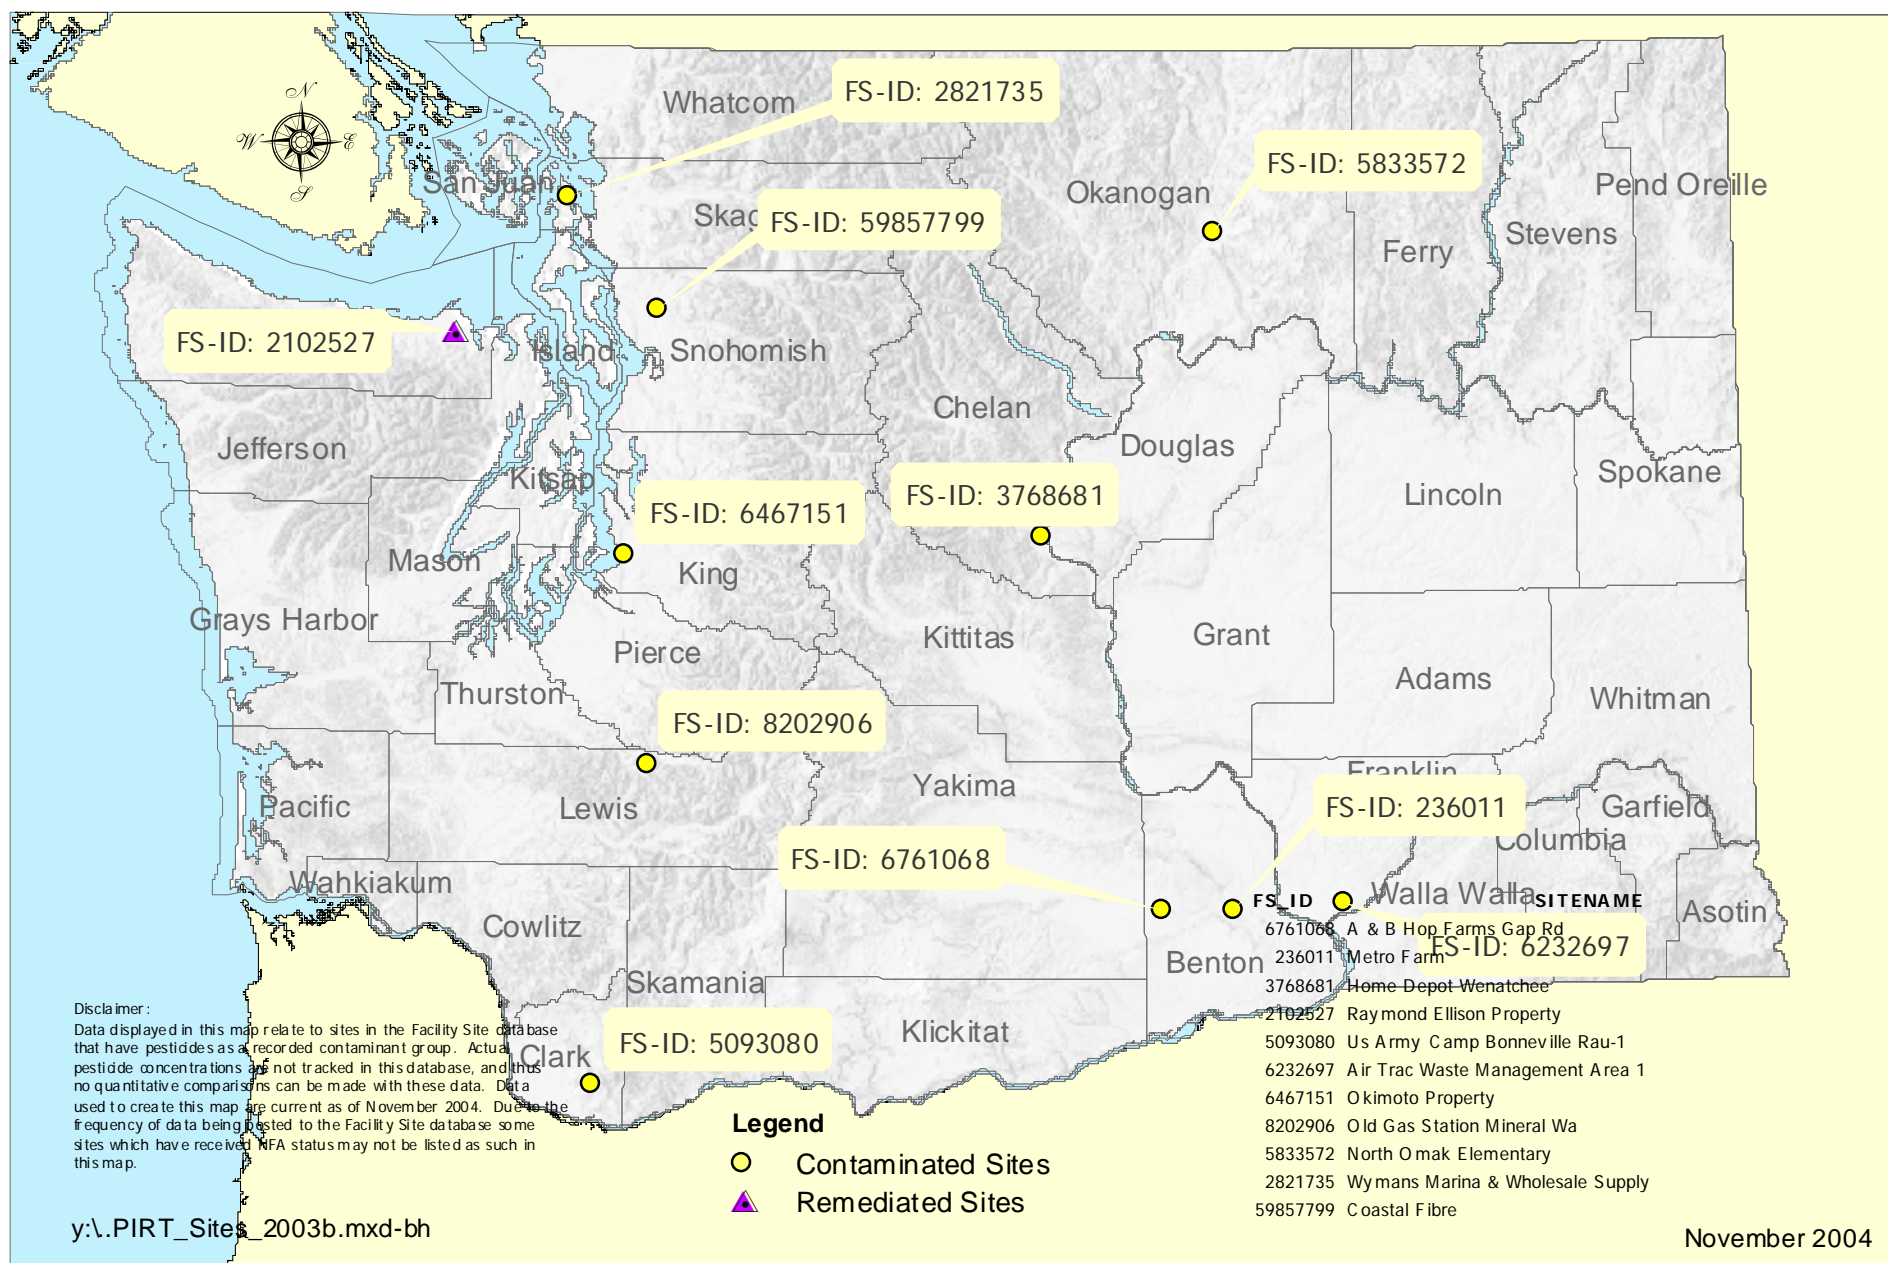 N
W
E
S
Whatcom
FS-ID: 2821735
FS-ID: 5833572
San Juan
Skag
FS-ID: 59857799
Okanogan
Pend Oreille
Stevens
Ferry
FS-ID: 2102527
Island
Snohomish
Chelan
Douglas
Jefferson
Kitsap
FS-ID: 6467151
FS-ID: 3768681
Lincoln
Spokane
Mason
King
Grays Harbor
Pierce
Kittitas
Grant
Thurston
Adams
Whitman
FS-ID: 8202906
Yakima
Franklin
Pacific
Lewis
FS-ID: 236011
Garfield
Columbia
FS-ID: 6761068
Wahkiakum
Walla Walla
Asotin
Cowlitz
FS-ID: 6232697
Benton
Skamania
Klickitat
Clark
FS-ID: 5093080
FS_ID SITENAME
6761068 A & B Hop Farms Gap Rd
236011 Metro Farm
3768681 Home Depot Wenatchee
2102527 Raymond Ellison Property
5093080 Us Army Camp Bonneville Rau-1
6232697 Air Trac Waste Management Area 1
6467151 Okimoto Property
8202906 Old Gas Station Mineral Wa
5833572 North Omak Elementary
2821735 Wymans Marina & Wholesale Supply
59857799 Coastal Fibre
Disclaimer:
Data displayed in this map relate to sites in the Facility Site database
that have pesticides as a recorded contaminant group. Actual
pesticide concentrations are not tracked in this database, and thus
no quantitative comparisons can be made with these data. Data
used to create this map are current as of November 2004. Due to the
frequency of data being posted to the Facility Site database some
sites which have received NFA status may not be listed as such in
this map.
Legend
Contaminated Sites
Remediated Sites
y:\..PIRT_Sites_2003b.mxd-bh
November 2004